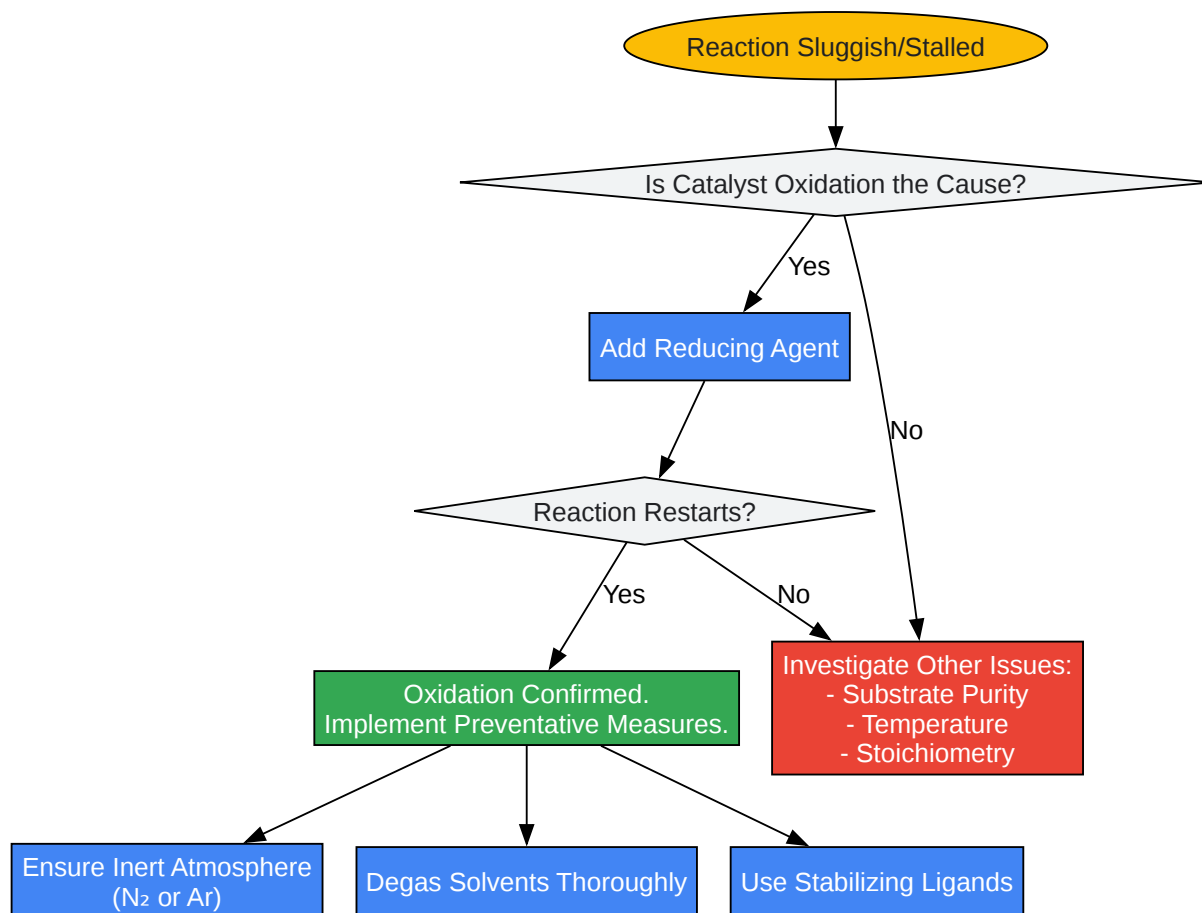 Reaction Sluggish/Stalled
Is Catalyst Oxidation the Cause?
Yes
Add Reducing Agent
No
Reaction Restarts?
Yes
No
Oxidation Confirmed.
Implement Preventative Measures.
Investigate Other Issues:
- Substrate Purity
- Temperature
- Stoichiometry
Ensure Inert Atmosphere
(N₂ or Ar)
Degas Solvents Thoroughly
Use Stabilizing Ligands